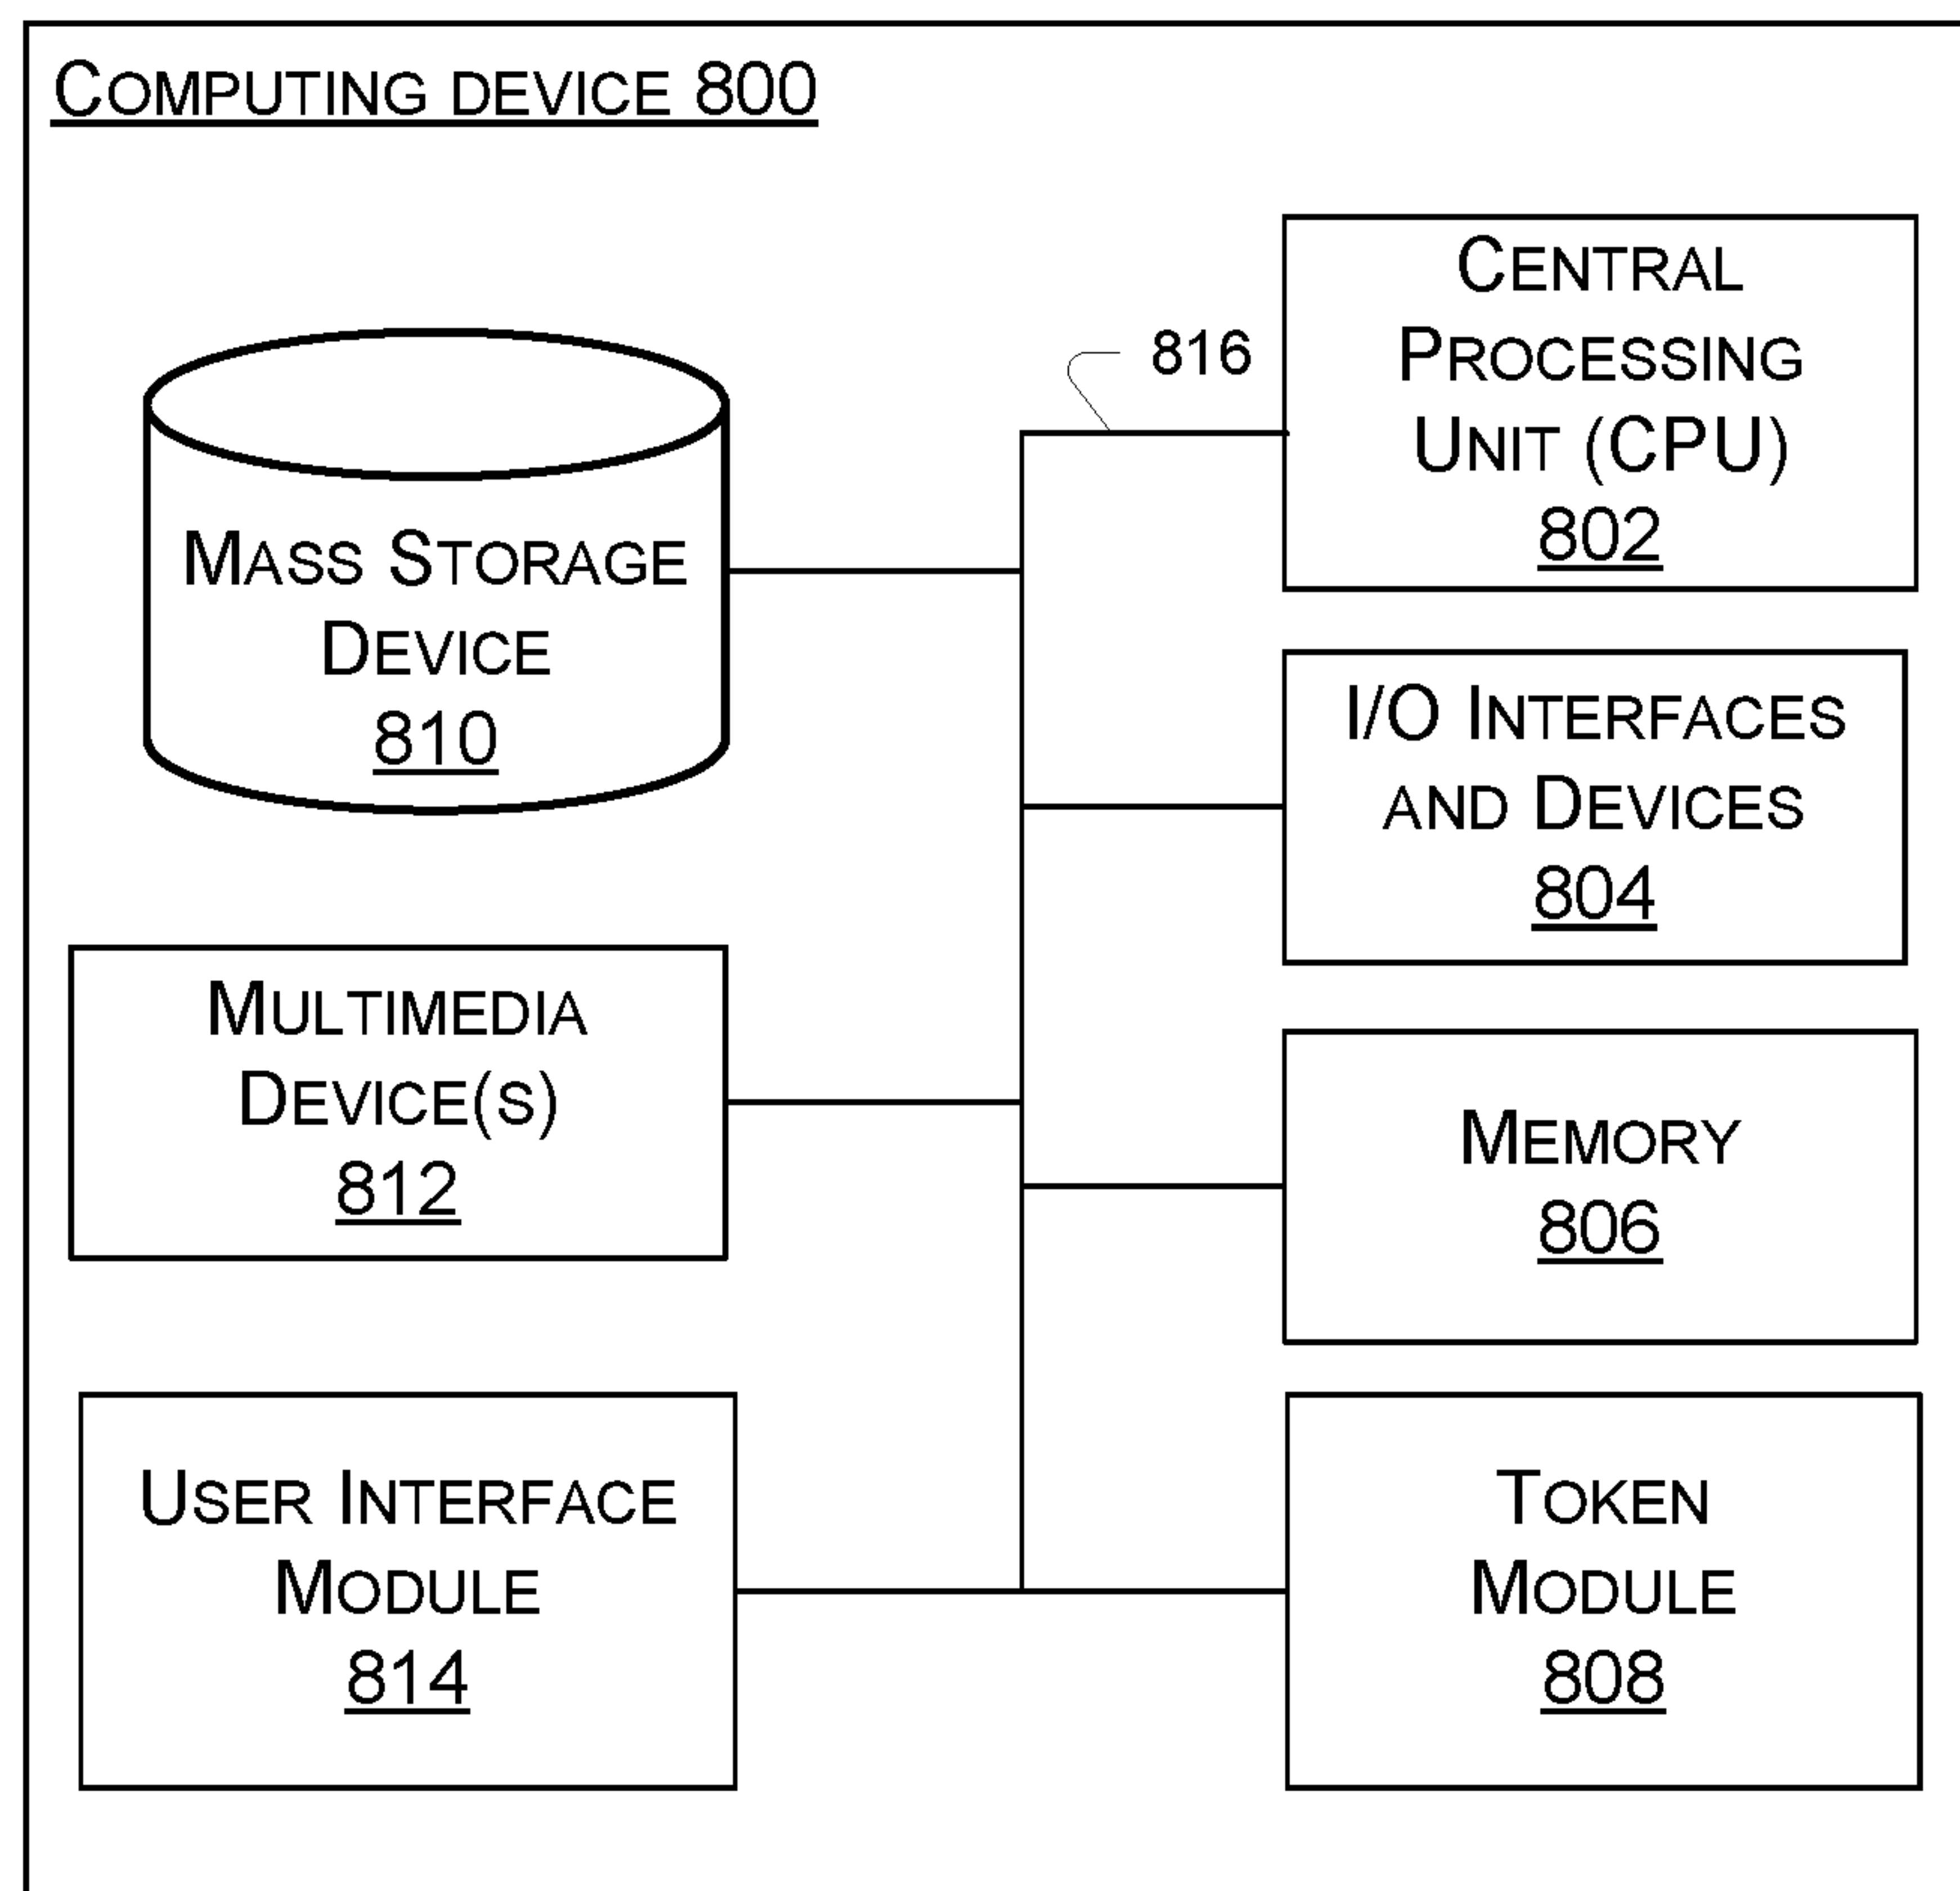 COMPUTING DEVICE 800
CENTRAL
PROCESSING
UNIT (CPU)
802
816
MASS STORAGE
DEVICE
810
I/O INTERFACES
AND DEVICES
804
MULTIMEDIA
DEVICE(S)
812
MEMORY
806
USER INTERFACE
MODULE
814
TOKEN
MODULE
808